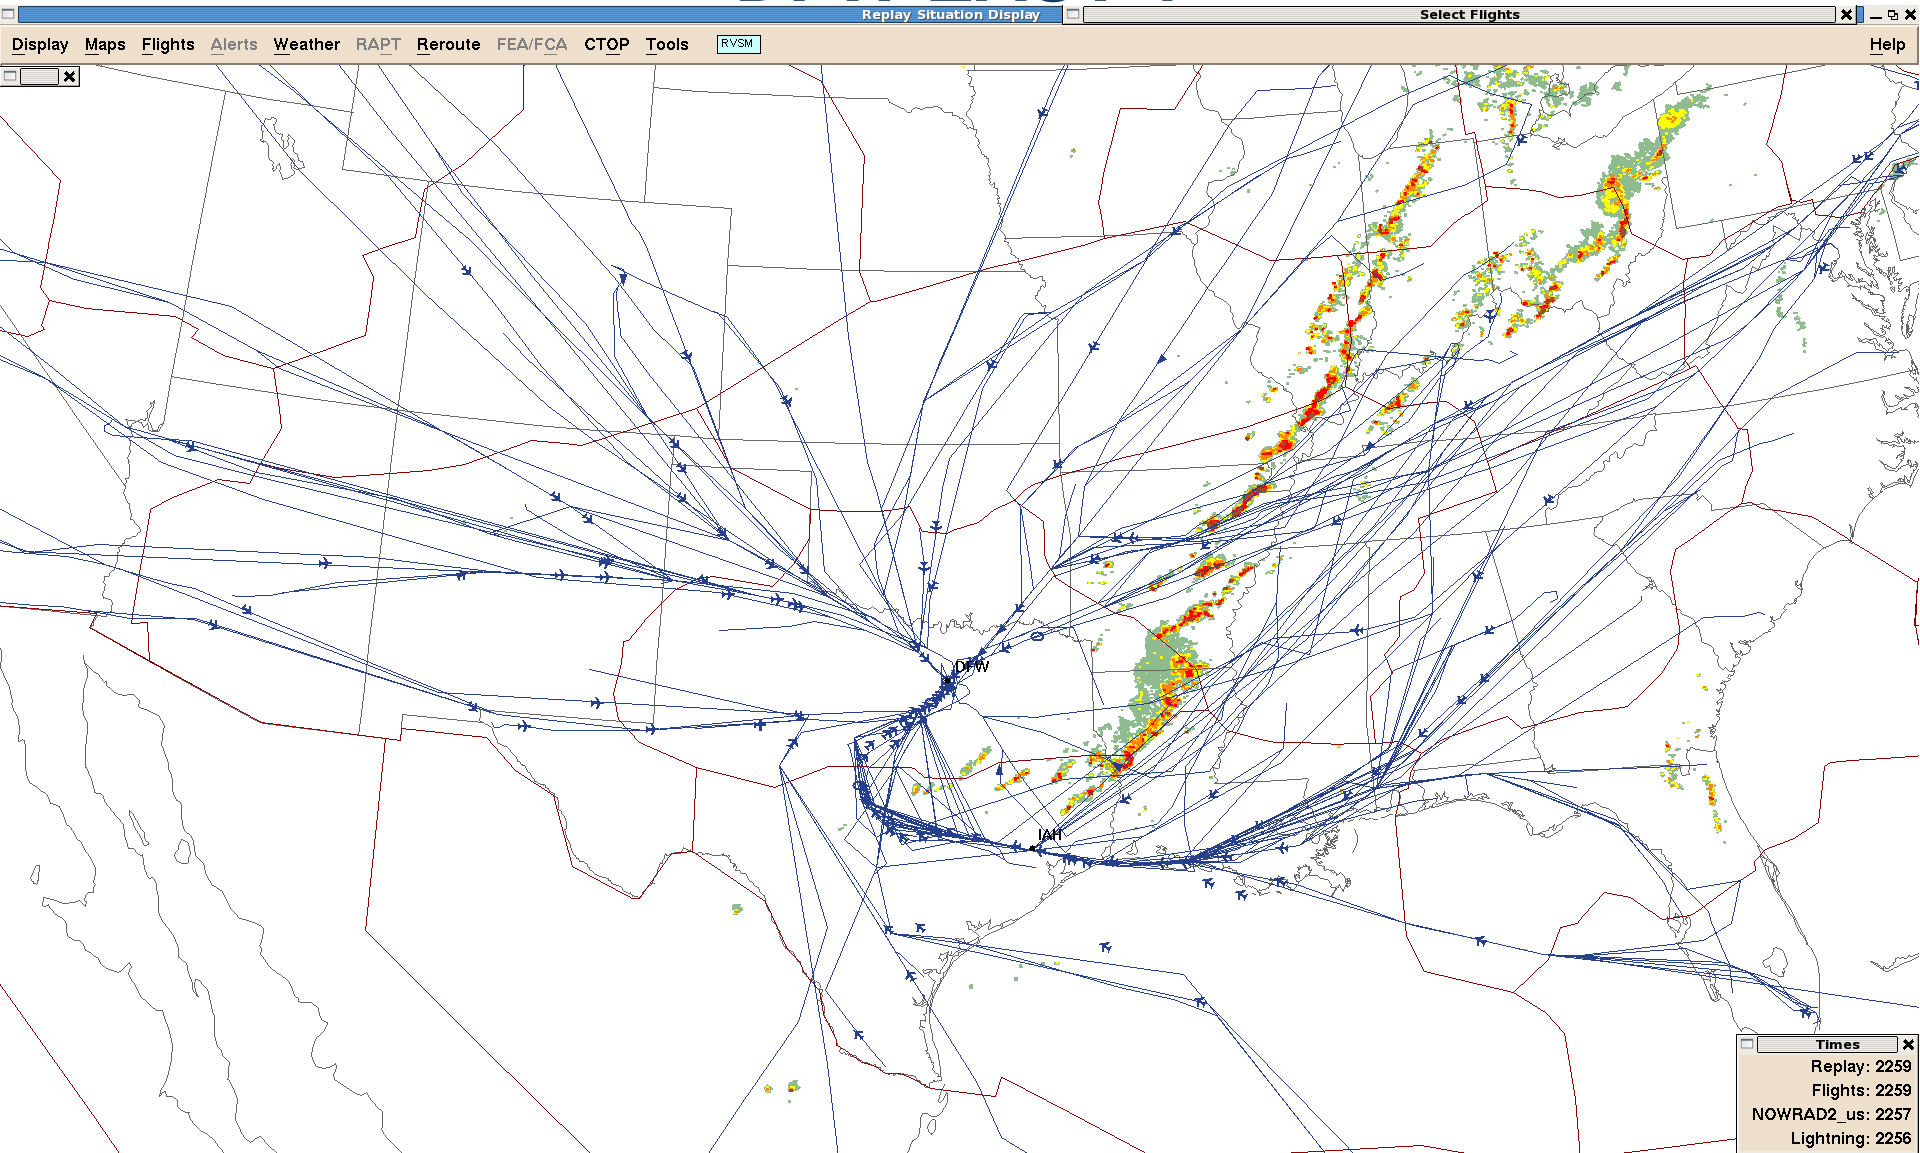 Replay Situation Display
Select Flights
Display Maps Flights Alerts Weather RAPT Reroute FEA/FCA CTOP Tools RVSM Help
DFW
IAH
Times
Replay: 2259
Flights: 2259
NOWRAD2_us: 2257
Lightning: 2256